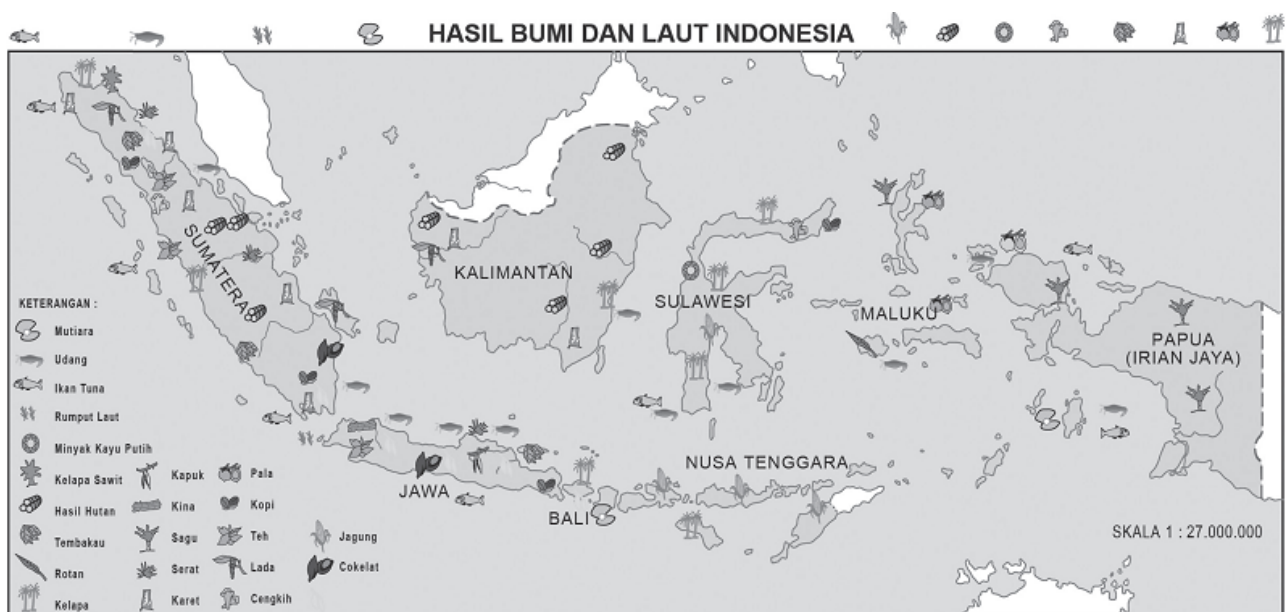 HASIL BUMI DAN LAUT INDONESIA
SUMATERA
KALIMANTAN
SULAWESI
MALUKU
PAPUA
(IRIAN JAYA)
JAWA
BALI
NUSA TENGGARA
SKALA 1 : 27.000.000
KETERANGAN :
Mutiara
Udang
Ikan Tuna
Rumput Laut
Minyak Kayu Putih
Kelapa Sawit
Hasil Hutan
Tembakau
Rotan
Kelapa
Kapuk
Kina
Sagu
Serat
Karet
Pala
Kopi
Teh
Lada
Cengkih
Jagung
Cokelat